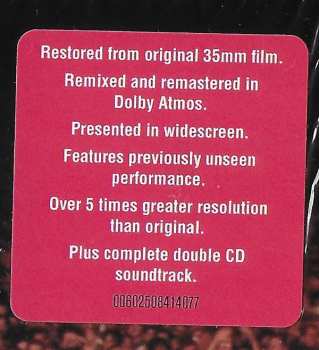 Restored from original 35mm film.
Remixed and remastered in
Dolby Atmos.
Presented in widescreen.
Features previously unseen
performance.
Over 5 times greater resolution
than original.
Plus complete double CD
soundtrack.
00602508414077